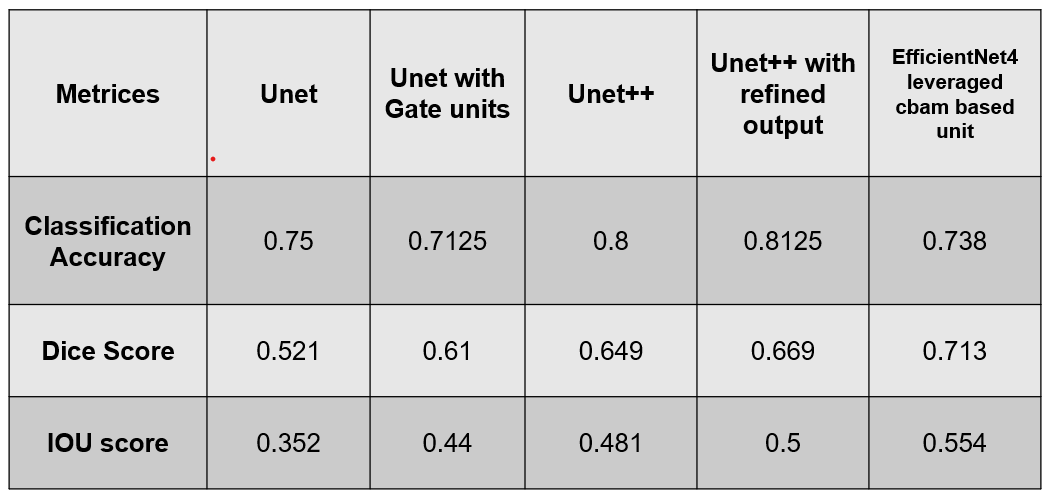 Metrices
Unet
Unet with
Gate units
Unet++
Unet++ with
refined
output
EfficientNet4
leveraged
cbam based
unit
Classification
Accuracy
0.75
0.7125
0.8
0.8125
0.738
Dice Score
0.521
0.61
0.649
0.669
0.713
IOU score
0.352
0.44
0.481
0.5
0.554